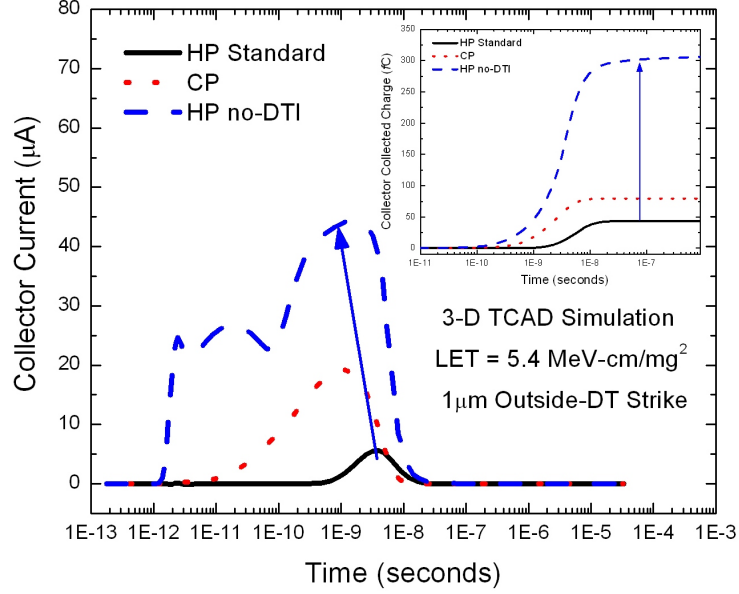 80
70
60
50
40
30
20
10
0
Collector Current (μA)
HP Standard
CP
HP no-DTI
350
300
250
200
150
100
50
0
Collector Collected Charge (fC)
HP Standard
CP
HP no-DTI
1E-11 1E-10 1E-9 1E-8 1E-7
Time (seconds)
3-D TCAD Simulation
LET = 5.4 MeV-cm/mg²
1μm Outside-DT Strike
1E-13 1E-12 1E-11 1E-10 1E-9 1E-8 1E-7 1E-6 1E-5 1E-4 1E-3
Time (seconds)